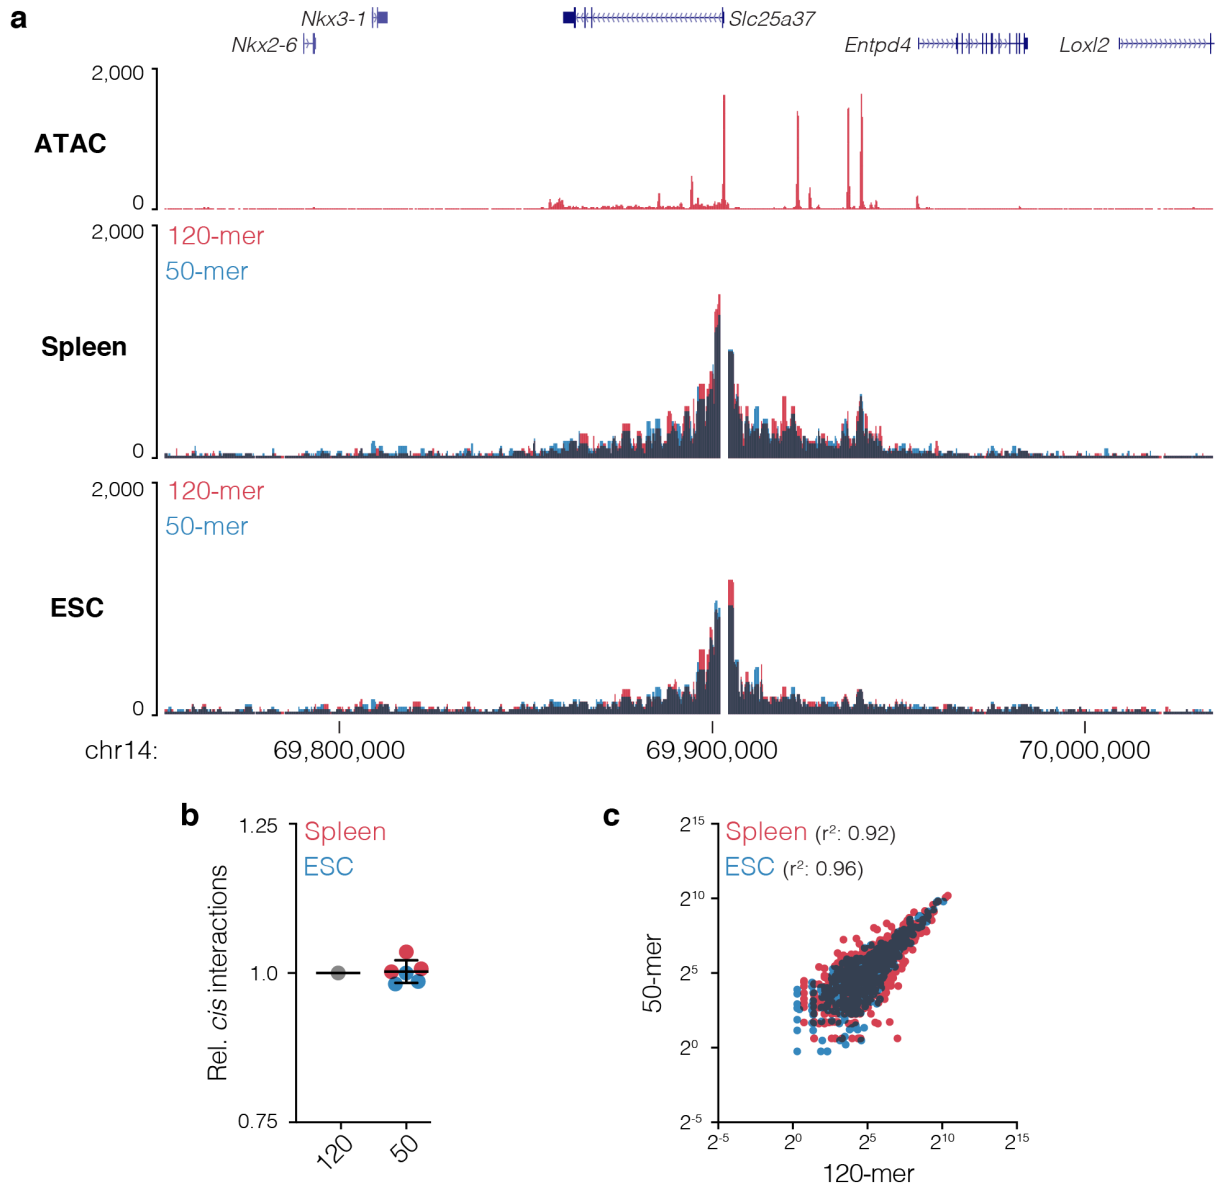 a
Nkx3-1
Slc25a37
Nkx2-6
Entpd4
Loxl2
2,000
ATAC
0
2,000
120-mer
50-mer
Spleen
0
2,000
120-mer
50-mer
ESC
0
chr14:
69,800,000
69,900,000
70,000,000
b
1.25
Spleen
ESC
Rel. cis interactions
1.0
0.75
120
50
c
2¹⁵
Spleen (r²: 0.92)
ESC (r²: 0.96)
2¹⁰
50-mer
2⁵
2⁰
2⁻⁵
2⁻⁵
2⁰
2⁵
2¹⁰
2¹⁵
120-mer